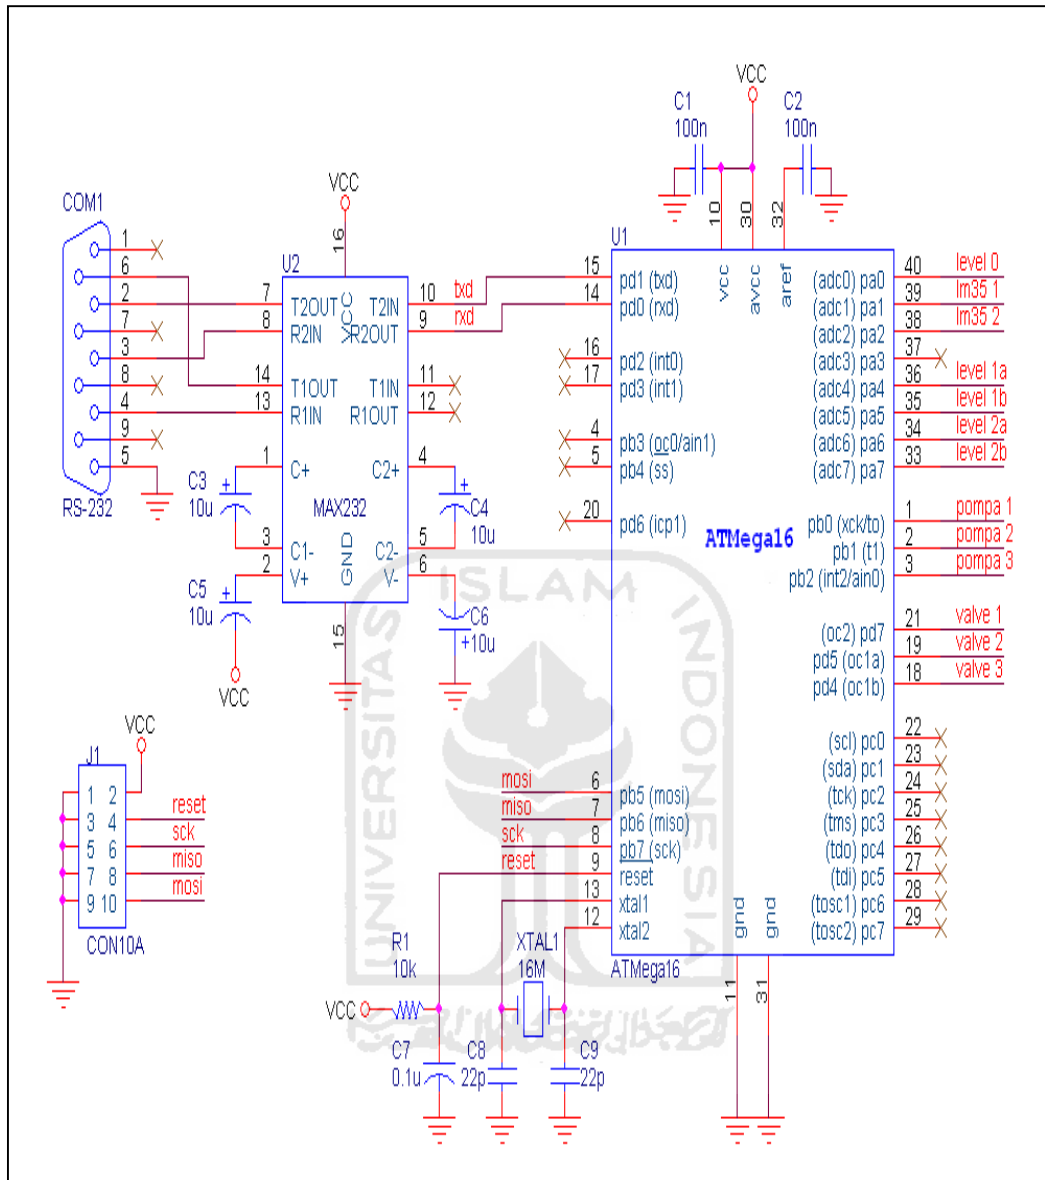 VCC
C1
100n
C2
100n
10
30
32
U1
vcc
avcc
aref
COM1
1
6
2
7
3
8
4
9
5
RS-232
VCC
16
U2
7 T2OUT
8 R2IN
14 T1OUT
13 R1IN
1 C+
3 C1-
2 V+
VCC
T2IN 10 txd
R2OUT 9 rxd
T1IN 11
R1OUT 12
C2+ 4
C2- 5
V- 6
MAX232
GND
15
C3
10u
C4
10u
C5
10u
C6
+10u
VCC
15 pd1 (txd)
14 pd0 (rxd)
16 pd2 (int0)
17 pd3 (int1)
4 pb3 (oc0/ain1)
5 pb4 (ss)
20 pd6 (icp1)
ATMega16
(adc0) pa0 40 level 0
(adc1) pa1 39 lm35 1
(adc2) pa2 38 lm35 2
(adc3) pa3 37
(adc4) pa4 36 level 1a
(adc5) pa5 35 level 1b
(adc6) pa6 34 level 2a
(adc7) pa7 33 level 2b
pb0 (xck/to) 1 pompa 1
pb1 (t1) 2 pompa 2
pb2 (int2/ain0) 3 pompa 3
(oc2) pd7 21 valve 1
pd5 (oc1a) 19 valve 2
pd4 (oc1b) 18 valve 3
(scl) pc0 22
(sda) pc1 23
(tck) pc2 24
(tms) pc3 25
(tdo) pc4 26
(tdi) pc5 27
(tosc1) pc6 28
(tosc2) pc7 29
mosi 6 pb5 (mosi)
miso 7 pb6 (miso)
sck 8 pb7 (sck)
reset 9 reset
13 xtal1
12 xtal2
gnd
gnd
11
31
ATMega16
VCC
J1
1 2
3 4 reset
5 6 sck
7 8 miso
9 10 mosi
CON10A
R1
10k
VCC
XTAL1
16M
C7
0.1u
C8
22p
C9
22p
UNIVERSITAS
ISLAM
INDONESIA